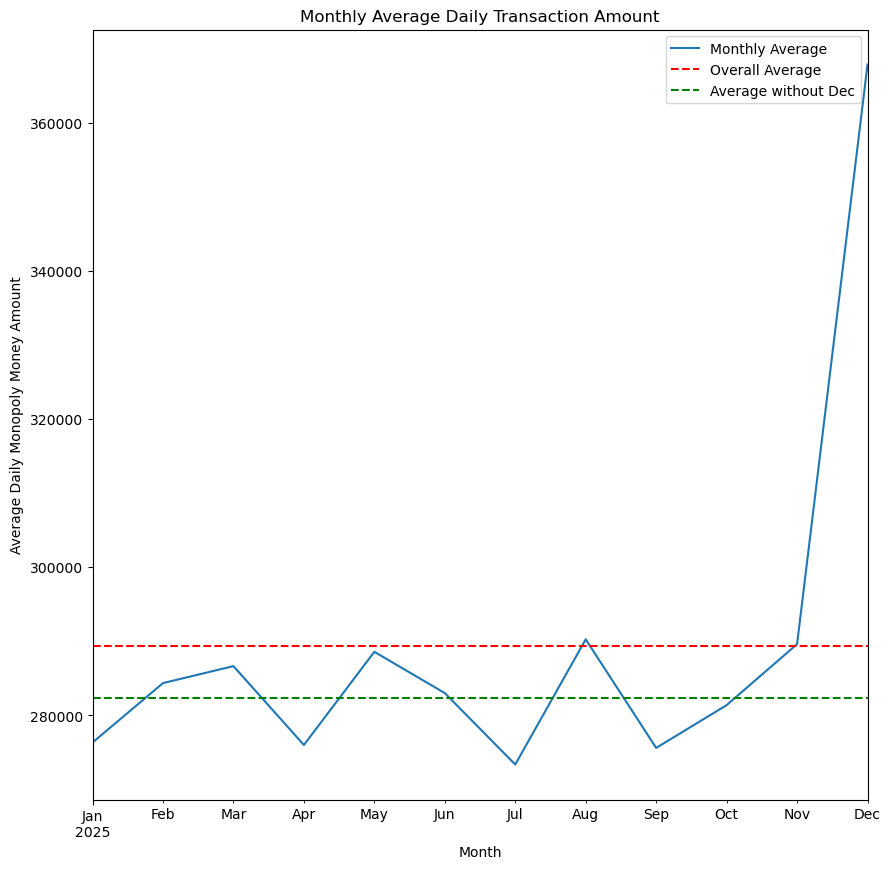 Monthly Average Daily Transaction Amount
Monthly Average
Overall Average
Average without Dec
Average Daily Monopoly Money Amount
360000
340000
320000
300000
280000
Jan Feb Mar Apr May Jun Jul Aug Sep Oct Nov Dec
2025
Month